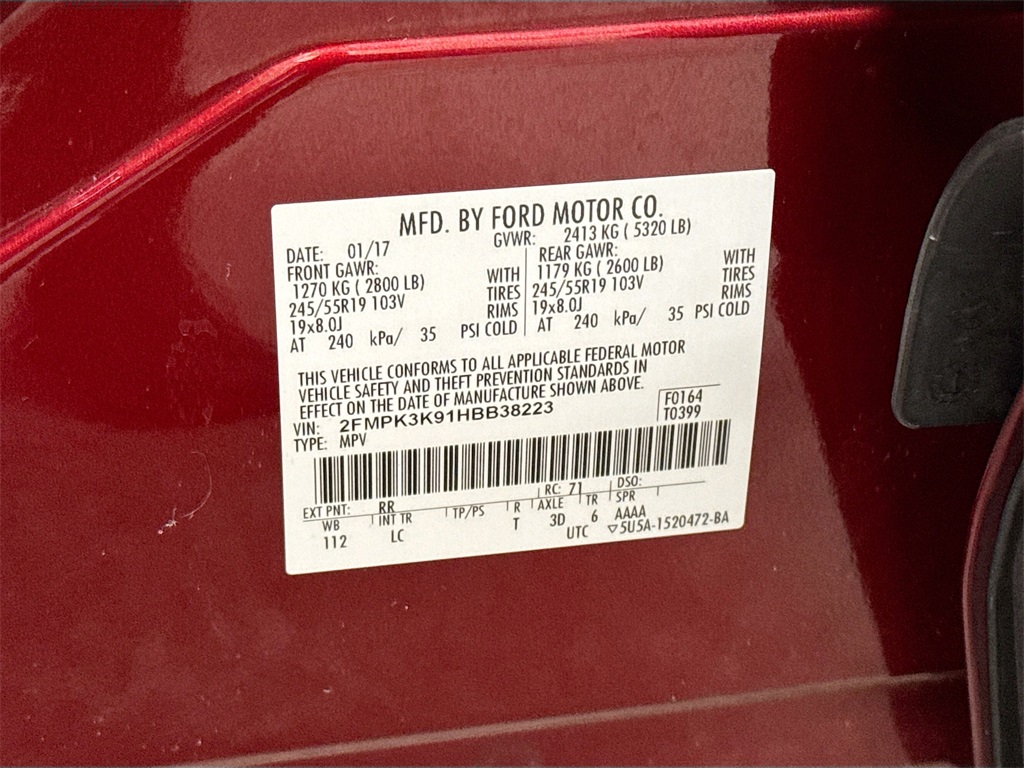 MFD. BY FORD MOTOR CO.
DATE: 01/17 GVWR: 2413 KG ( 5320 LB)
FRONT GAWR: REAR GAWR:
1270 KG ( 2800 LB) WITH 1179 KG ( 2600 LB) WITH
245/55R19 103V TIRES 245/55R19 103V TIRES
19x8.0J RIMS 19x8.0J RIMS
AT 240 kPa/ 35 PSI COLD AT 240 kPa/ 35 PSI COLD
THIS VEHICLE CONFORMS TO ALL APPLICABLE FEDERAL MOTOR
VEHICLE SAFETY AND THEFT PREVENTION STANDARDS IN
EFFECT ON THE DATE OF MANUFACTURE SHOWN ABOVE.
VIN: 2FMPK3K91HBB38223 F0164
TYPE: MPV T0399
EXT PNT: RR RC: 71 DSO:
WB INT TR TP/PS R AXLE TR SPR
112 LC T 3D 6 AAAA
UTC ▽5U5A-1520472-BA